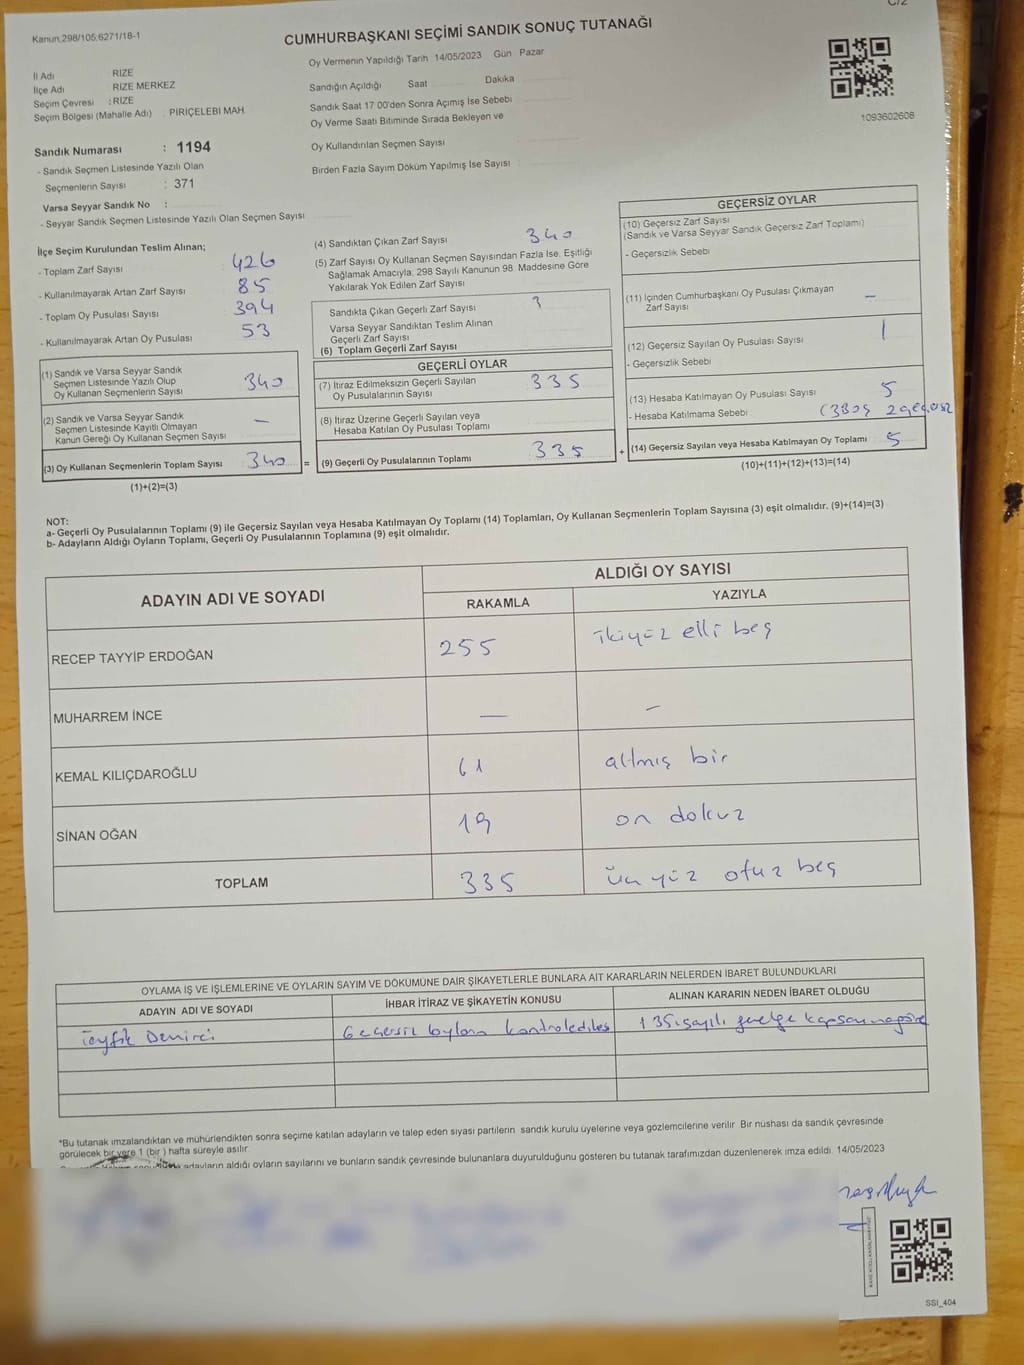 C/2
Kanun.298/105.6271/18-1
CUMHURBAŞKANI SEÇİMİ SANDIK SONUÇ TUTANAĞI
Oy Vermenin Yapıldığı Tarih 14/05/2023 Gün Pazar
İl Adı RİZE
İlçe Adı RİZE MERKEZ
Seçim Çevresi : RİZE
Seçim Bölgesi (Mahalle Adı) : PİRİÇELEBİ MAH.
Sandığın Açıldığı Saat Dakika
Sandık Saat 17:00'den Sonra Açımış İse Sebebi
Oy Verme Saati Bitiminde Sırada Bekleyen ve
Oy Kullandırılan Seçmen Sayısı
Birden Fazla Sayım Döküm Yapılmış İse Sayısı
1093602608
Sandık Numarası : 1194
- Sandık Seçmen Listesinde Yazılı Olan
Seçmenlerin Sayısı : 371
Varsa Seyyar Sandık No :
- Seyyar Sandık Seçmen Listesinde Yazılı Olan Seçmen Sayısı
İlçe Seçim Kurulundan Teslim Alınan;
- Toplam Zarf Sayısı 426
- Kullanılmayarak Artan Zarf Sayısı 85
- Toplam Oy Pusulası Sayısı 394
- Kullanılmayarak Artan Oy Pusulası 53
(4) Sandıktan Çıkan Zarf Sayısı 340
(5) Zarf Sayısı Oy Kullanan Seçmen Sayısından Fazla İse, Eşitliği
Sağlamak Amacıyla, 298 Sayılı Kanunun 98. Maddesine Göre
Yakılarak Yok Edilen Zarf Sayısı
Sandıkta Çıkan Geçerli Zarf Sayısı
Varsa Seyyar Sandıktan Teslim Alınan
Geçerli Zarf Sayısı
(6) Toplam Geçerli Zarf Sayısı
GEÇERSİZ OYLAR
(10) Geçersiz Zarf Sayısı
(Sandık ve Varsa Seyyar Sandık Geçersiz Zarf Toplamı)
- Geçersizlik Sebebi
(11) İçinden Cumhurbaşkanı Oy Pusulası Çıkmayan
Zarf Sayısı –
(12) Geçersiz Sayılan Oy Pusulası Sayısı 1
- Geçersizlik Sebebi
(13) Hesaba Katılmayan Oy Pusulası Sayısı 5
- Hesaba Katılmama Sebebi
(14) Geçersiz Sayılan veya Hesaba Katılmayan Oy Toplamı 5
(10)+(11)+(12)+(13)=(14)
(1) Sandık ve Varsa Seyyar Sandık
Seçmen Listesinde Yazılı Olup
Oy Kullanan Seçmenlerin Sayısı 340
(2) Sandık ve Varsa Seyyar Sandık
Seçmen Listesinde Kayıtlı Olmayan
Kanun Gereği Oy Kullanan Seçmen Sayısı –
(3) Oy Kullanan Seçmenlerin Toplam Sayısı 340 =
(1)+(2)=(3)
GEÇERLİ OYLAR
(7) İtiraz Edilmeksizin Geçerli Sayılan
Oy Pusulalarının Sayısı 335
(8) İtiraz Üzerine Geçerli Sayılan veya
Hesaba Katılan Oy Pusulası Toplamı
(9) Geçerli Oy Pusulalarının Toplamı 335 +
NOT:
a- Geçerli Oy Pusulalarının Toplamı (9) ile Geçersiz Sayılan veya Hesaba Katılmayan Oy Toplamı (14) Toplamları, Oy Kullanan Seçmenlerin Toplam Sayısına (3) eşit olmalıdır. (9)+(14)=(3)
b- Adayların Aldığı Oyların Toplamı, Geçerli Oy Pusulalarının Toplamına (9) eşit olmalıdır.
ADAYIN ADI VE SOYADI ALDIĞI OY SAYISI
RAKAMLA YAZIYLA
RECEP TAYYİP ERDOĞAN 255 ikiyüz elli beş
MUHARREM İNCE — –
KEMAL KILIÇDAROĞLU 61 altmış bir
SİNAN OĞAN 19 on dokuz
TOPLAM 335 üç yüz otuz beş
OYLAMA İŞ VE İŞLEMLERİNE VE OYLARIN SAYIM VE DÖKÜMÜNE DAİR ŞİKAYETLERLE BUNLARA AİT KARARLARIN NELERDEN İBARET BULUNDUKLARI
ADAYIN ADI VE SOYADI İHBAR İTİRAZ VE ŞİKAYETİN KONUSU ALINAN KARARIN NEDEN İBARET OLDUĞU
Demirci Geçersiz oyların 135 sayılı genelge
*Bu tutanak imzalandıktan ve mühürlendikten sonra seçime katılan adayların ve talep eden siyasi partilerin sandık kurulu üyelerine veya gözlemcilerine verilir. Bir nüshası da sandık çevresinde
görülecek bir yere 1 (bir) hafta süreyle asılır.
adayların aldığı oyların sayılarını ve bunların sandık çevresinde bulunanlara duyurulduğunu gösteren bu tutanak tarafımızdan düzenlenerek imza edildi. 14/05/2023
SSI_404